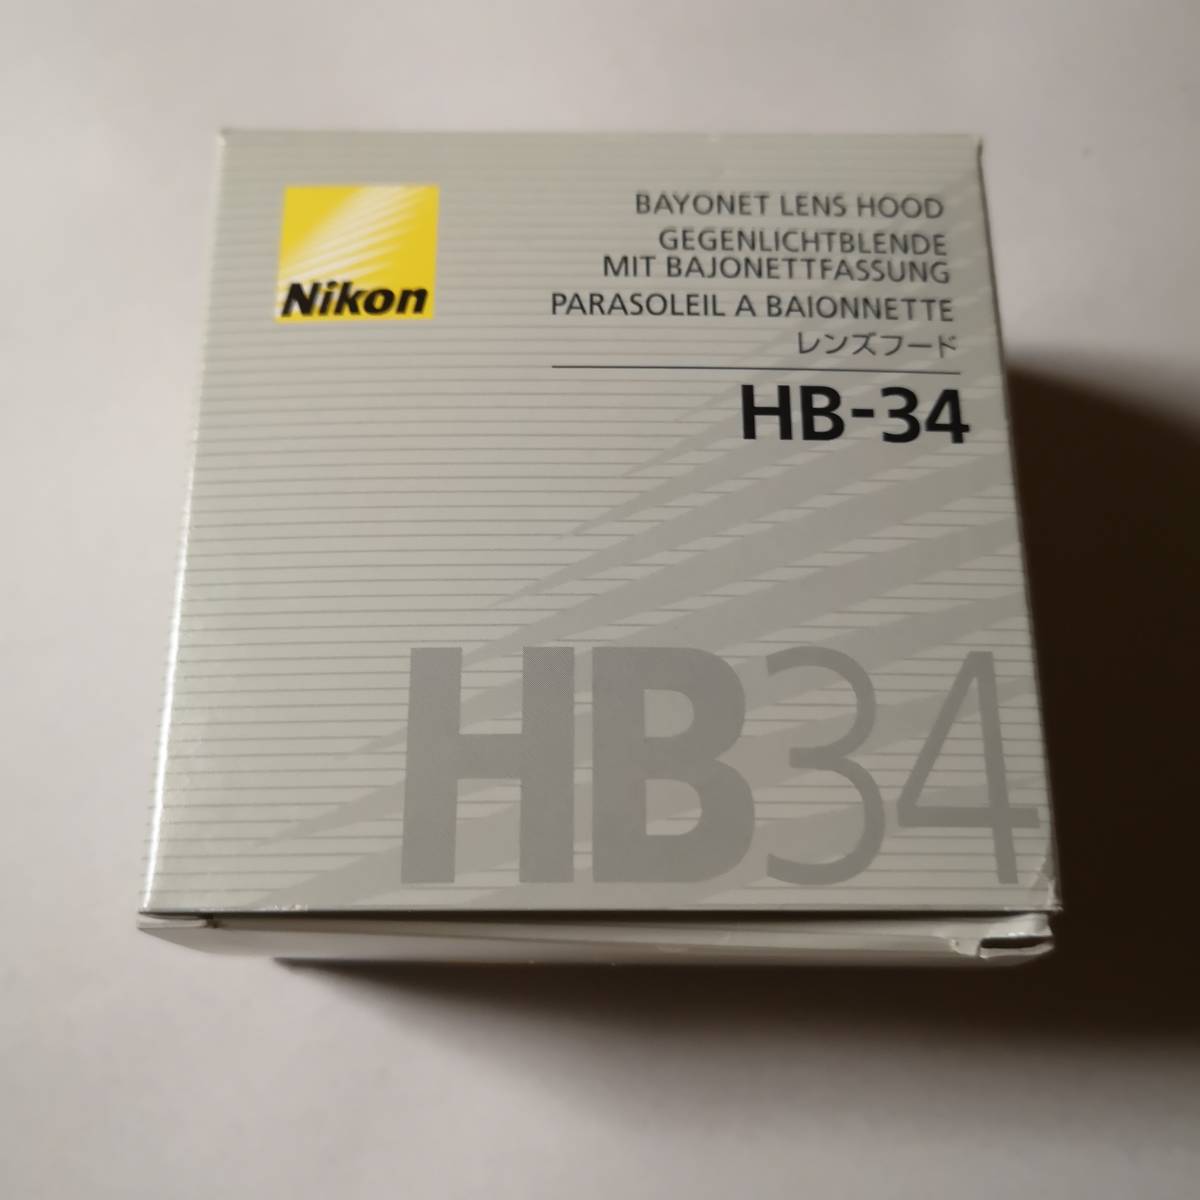 Nikon
BAYONET LENS HOOD
GEGENLICHTBLENDE
MIT BAJONETTFASSUNG
PARASOLEIL A BAIONNETTE
レンズフード
HB-34
HB34